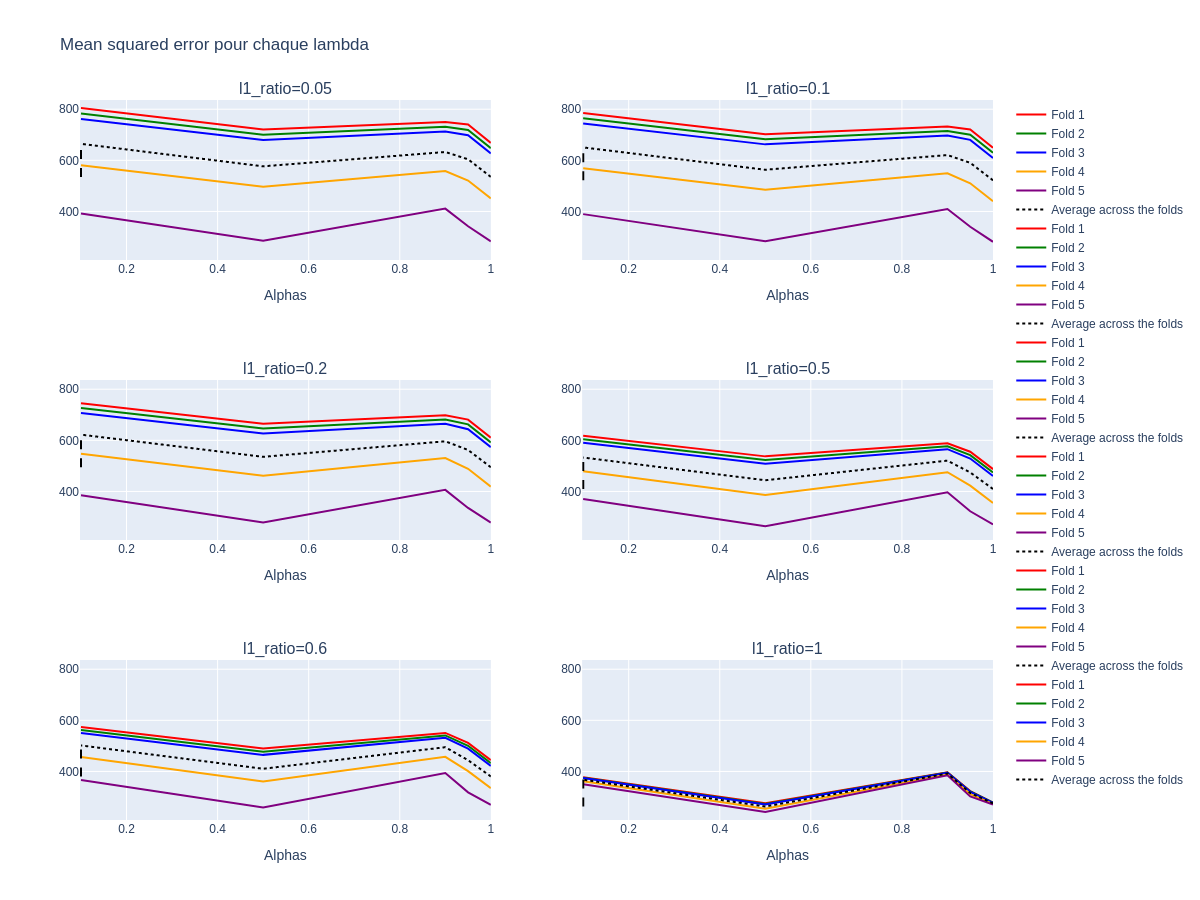 Mean squared error pour chaque lambda
l1_ratio=0.05
800
600
400
0.2 0.4 0.6 0.8 1
Alphas
l1_ratio=0.1
800
600
400
0.2 0.4 0.6 0.8 1
Alphas
l1_ratio=0.2
800
600
400
0.2 0.4 0.6 0.8 1
Alphas
l1_ratio=0.5
800
600
400
0.2 0.4 0.6 0.8 1
Alphas
l1_ratio=0.6
800
600
400
0.2 0.4 0.6 0.8 1
Alphas
l1_ratio=1
800
600
400
0.2 0.4 0.6 0.8 1
Alphas
Fold 1
Fold 2
Fold 3
Fold 4
Fold 5
Average across the folds
Fold 1
Fold 2
Fold 3
Fold 4
Fold 5
Average across the folds
Fold 1
Fold 2
Fold 3
Fold 4
Fold 5
Average across the folds
Fold 1
Fold 2
Fold 3
Fold 4
Fold 5
Average across the folds
Fold 1
Fold 2
Fold 3
Fold 4
Fold 5
Average across the folds
Fold 1
Fold 2
Fold 3
Fold 4
Fold 5
Average across the folds